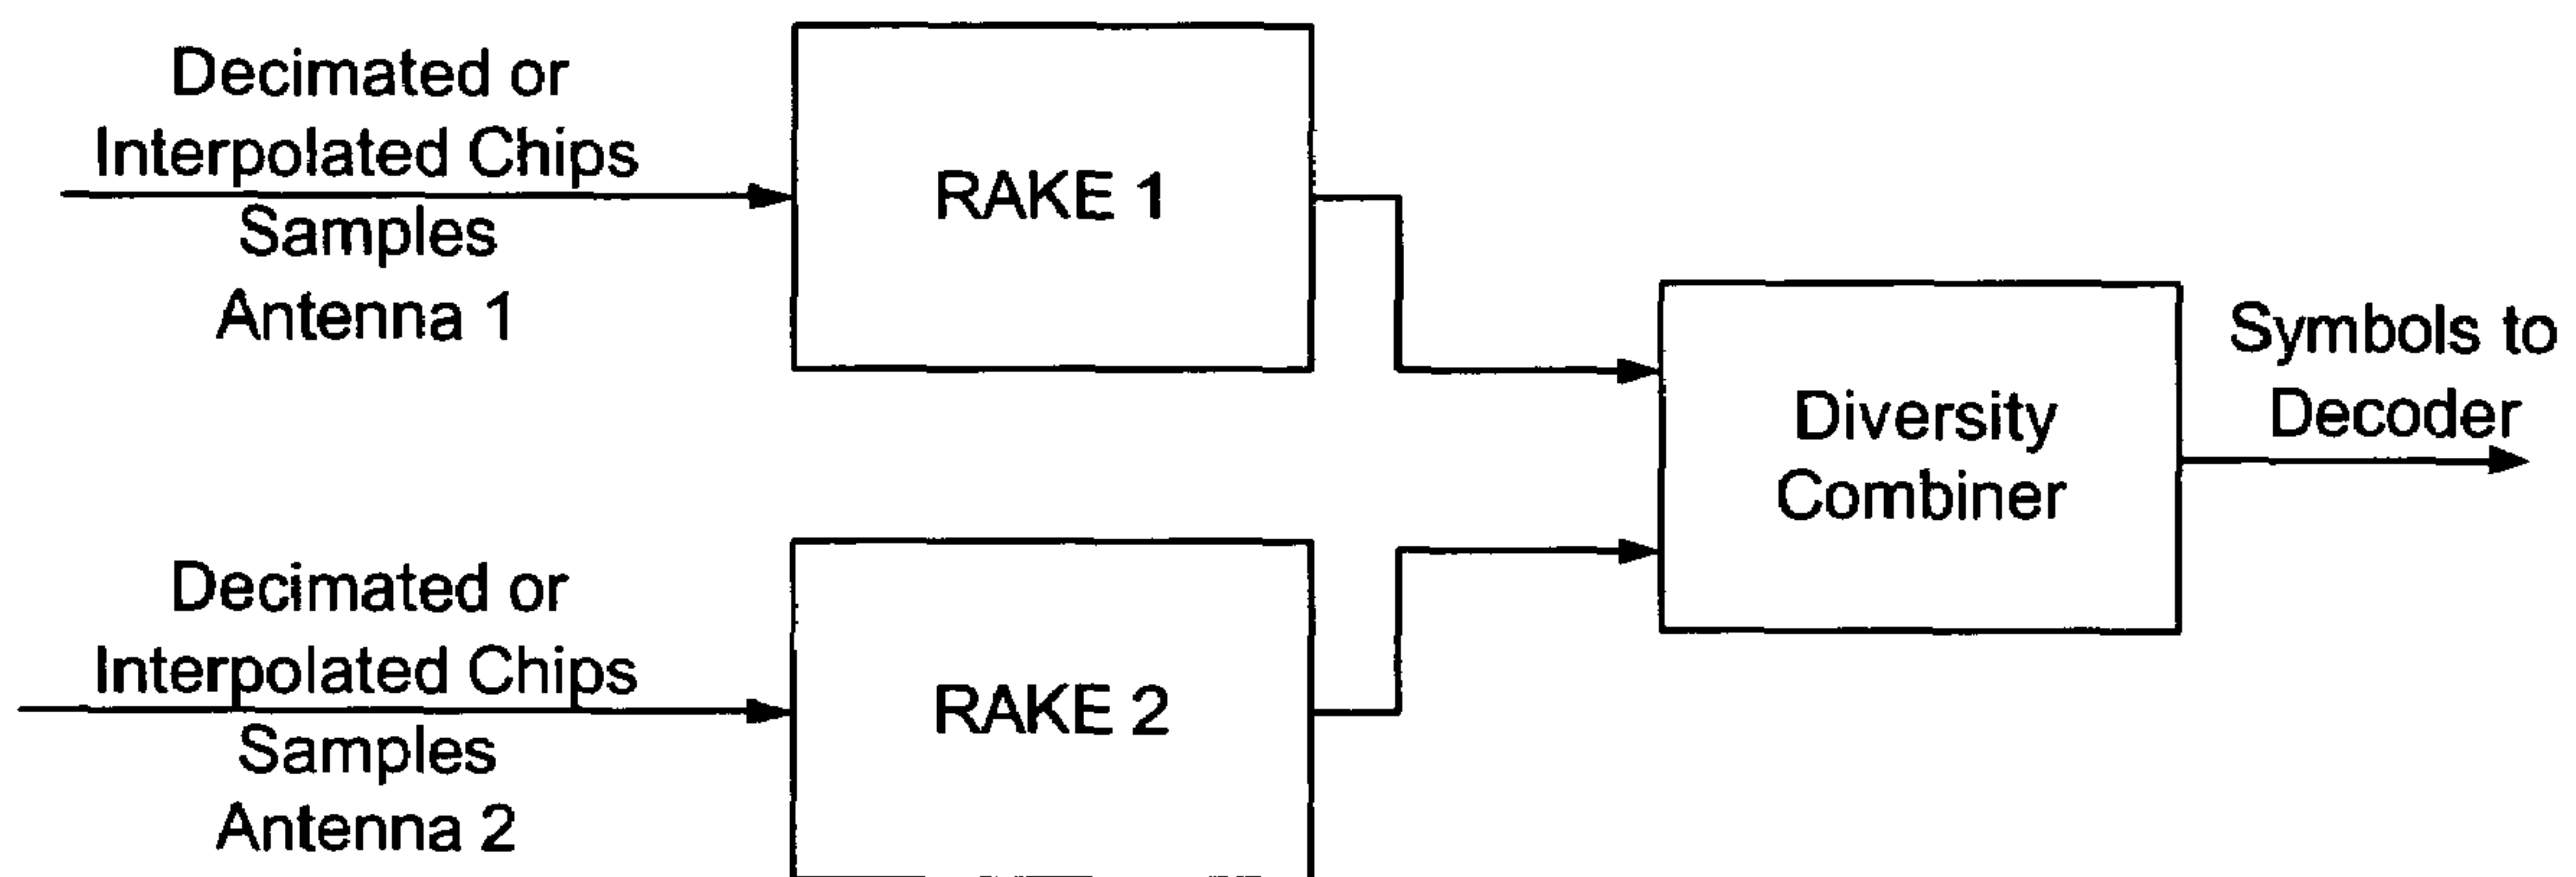 Decimated or
Interpolated Chips
Samples
Antenna 1
RAKE 1
Diversity
Combiner
Symbols to
Decoder
Decimated or
Interpolated Chips
Samples
Antenna 2
RAKE 2